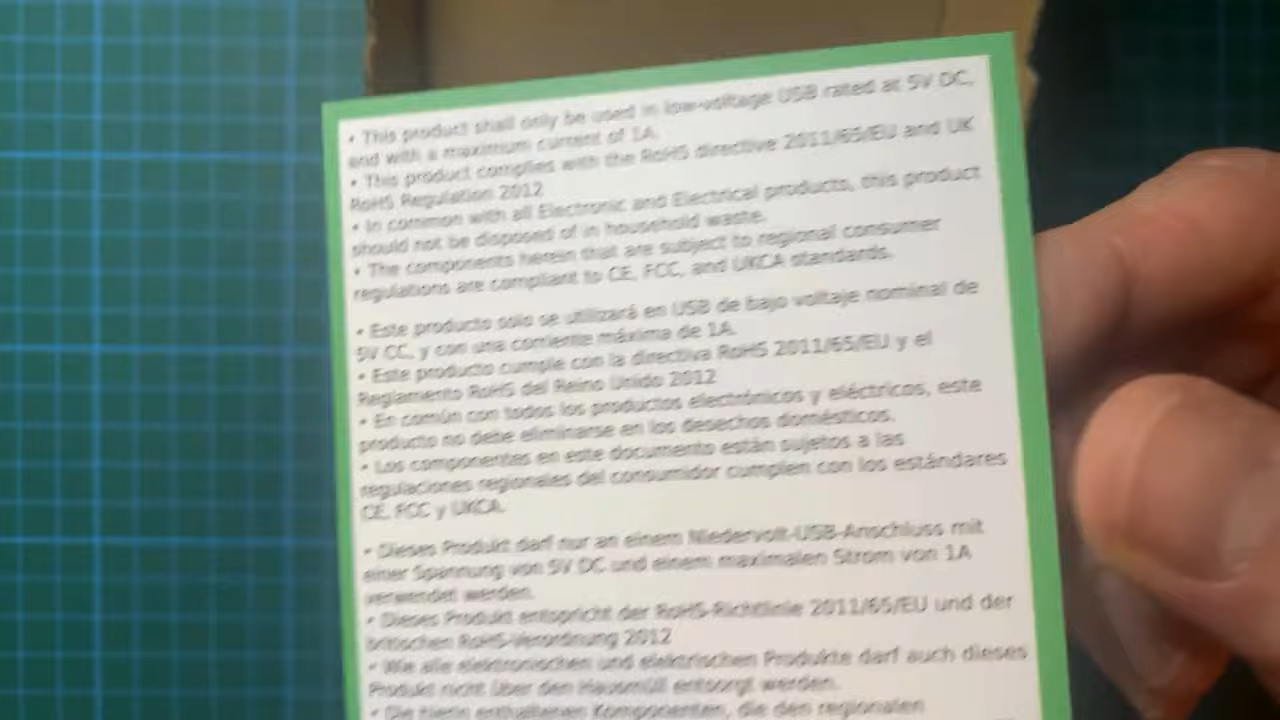 • This product shall only be used in low-voltage USB rated at 5V DC,
and with a maximum current of 1A.
• This product complies with the RoHS directive 2011/65/EU and UK
RoHS Regulation 2012
• In common with all Electronic and Electrical products, this product
should not be disposed of in household waste.
• The components herein that are subject to regional consumer
regulations are compliant to CE, FCC, and UKCA standards.
• Este producto solo se utilizará en USB de bajo voltaje nominal de
5V CC, y con una corriente máxima de 1A.
• Este producto cumple con la directiva RoHS 2011/65/EU y el
Reglamento RoHS del Reino Unido 2012
• En común con todos los productos electrónicos y eléctricos, este
producto no debe eliminarse en los desechos domésticos.
• Los componentes en este documento están sujetos a las
regulaciones regionales del consumidor cumplen con los estándares
CE, FCC y UKCA.
• Dieses Produkt darf nur an einem Niedervolt-USB-Anschluss mit
einer Spannung von 5V DC und einem maximalen Strom von 1A
verwendet werden.
• Dieses Produkt entspricht der RoHS-Richtlinie 2011/65/EU und der
britischen RoHS-Verordnung 2012
• Wie alle elektronischen und elektrischen Produkte darf auch dieses
Produkt nicht über den Hausmüll entsorgt werden.
• Die hierin enthaltenen Komponenten, die den regionalen